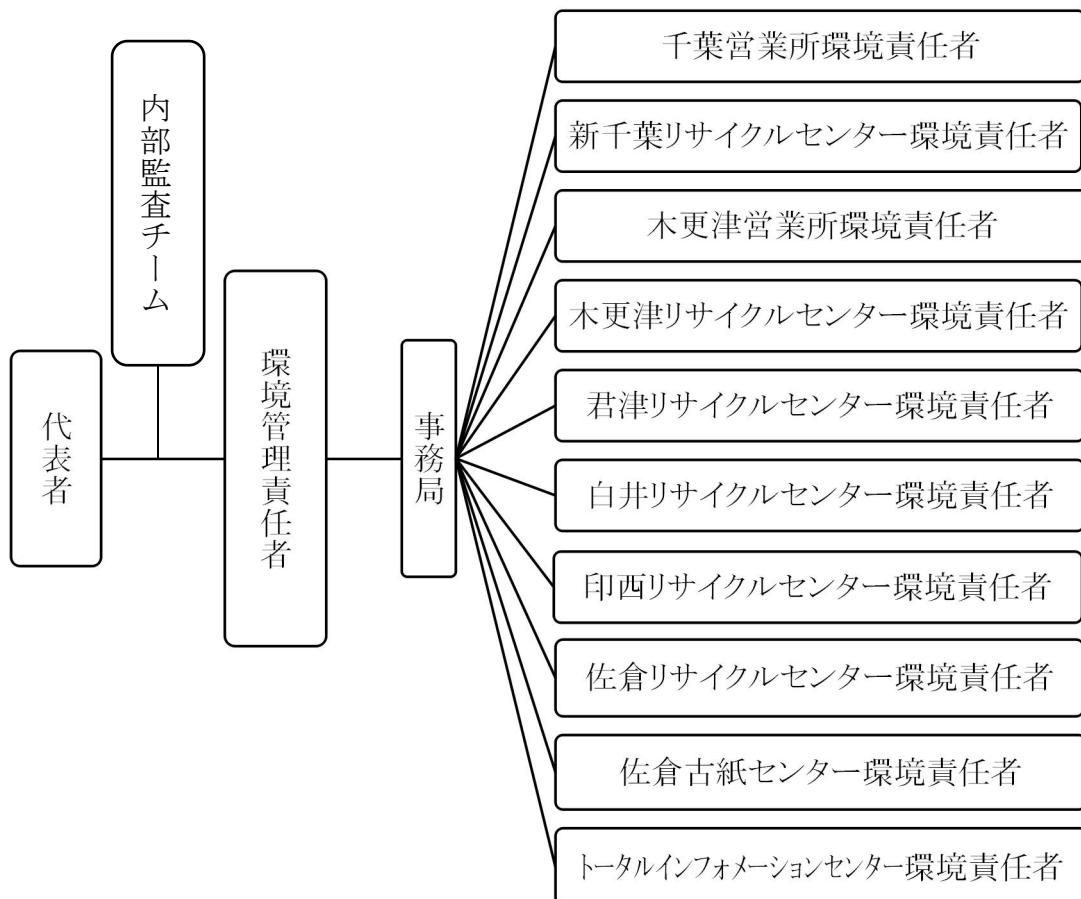 代表者
内部監査チーム
環境管理責任者
事務局
千葉営業所環境責任者
新千葉リサイクルセンター環境責任者
木更津営業所環境責任者
木更津リサイクルセンター環境責任者
君津リサイクルセンター環境責任者
白井リサイクルセンター環境責任者
印西リサイクルセンター環境責任者
佐倉リサイクルセンター環境責任者
佐倉古紙センター環境責任者
トータルインフォメーションセンター環境責任者